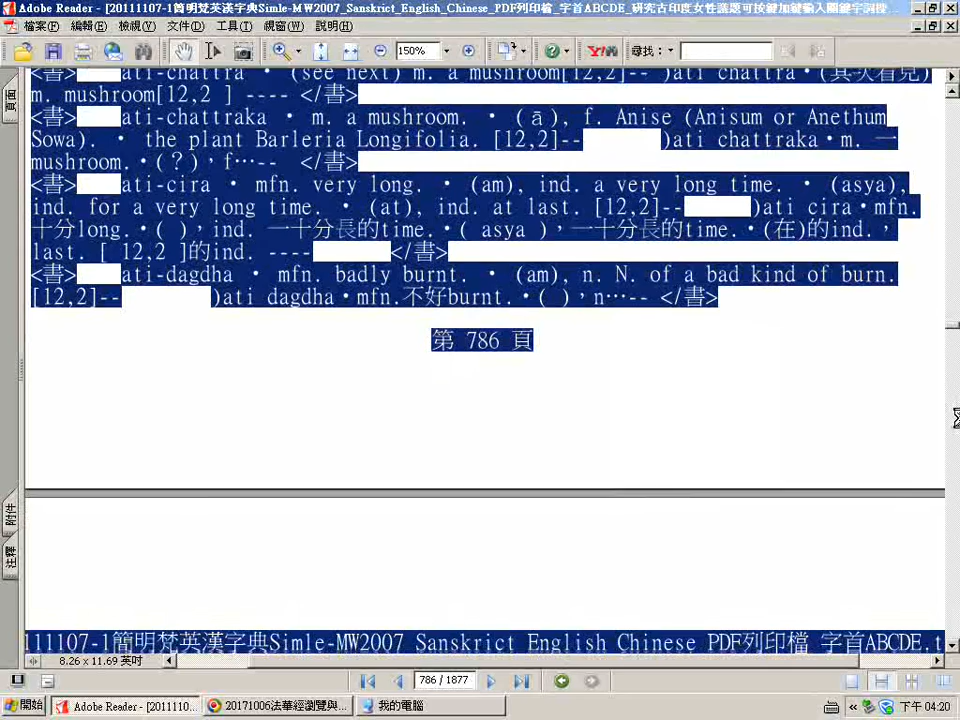 Adobe Reader - [20111107-1簡明梵英漢字典Simle-MW2007_Sanskrict_English_Chinese_PDF列印檔_字首ABCDE_研究古印度女性議題可按鍵加鍵輸入關鍵字詞搜
檔案(F) 編輯(E) 檢視(V) 文件(D) 工具(T) 視窗(W) 說明(H)
150% Y! 尋找：
頁面
<書> ati-chattra ・ (see next) m. a mushroom[12,2]-- )ati chattra・(其次看見)
m. mushroom[12,2 ] ---- </書>
<書> ati-chattraka ・ m. a mushroom. ・ (ā), f. Anise (Anisum or Anethum
Sowa). ・ the plant Barleria Longifolia. [12,2]-- )ati chattraka・m. 一
mushroom.・(？)，f…-- </書>
<書> ati-cira ・ mfn. very long. ・ (am), ind. a very long time. ・ (asya),
ind. for a very long time. ・ (at), ind. at last. [12,2]-- )ati cira・mfn.
十分long.・( )，ind. 一十分長的time.・( asya )，一十分長的time.・(在)的ind.，
last. [ 12,2 ]的ind. ---- </書>
<書> ati-dagdha ・ mfn. badly burnt. ・ (am), n. N. of a bad kind of burn.
[12,2]-- )ati dagdha・mfn.不好burnt.・( )，n…-- </書>
第 786 頁
附件
注釋
111107-1簡明梵英漢字典Simle-MW2007 Sanskrict English Chinese PDF列印檔 字首ABCDE.t
8.26 x 11.69 英吋
786 / 1877
開始 Adobe Reader - [2011110... 20171006法華經瀏覽與... 我的電腦 下午 04:20